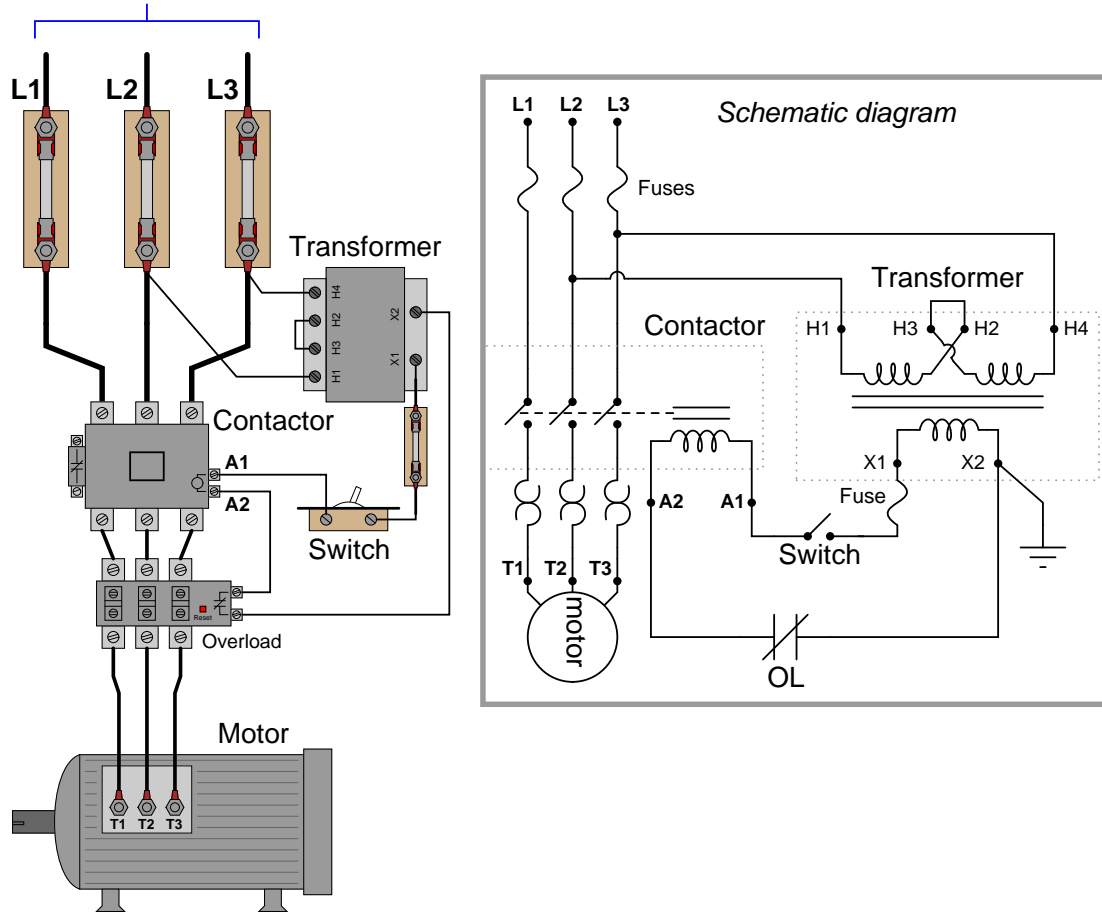 L1 L2 L3
Transformer
H4
H2
H3
H1
X2
X1
Contactor
A1
A2
Switch
Reset
Overload
Motor
T1 T2 T3
Schematic diagram
L1 L2 L3
Fuses
Transformer
H1 H3 H2 H4
Contactor
X1 X2
A2 A1
Fuse
Switch
T1 T2 T3
motor
OL